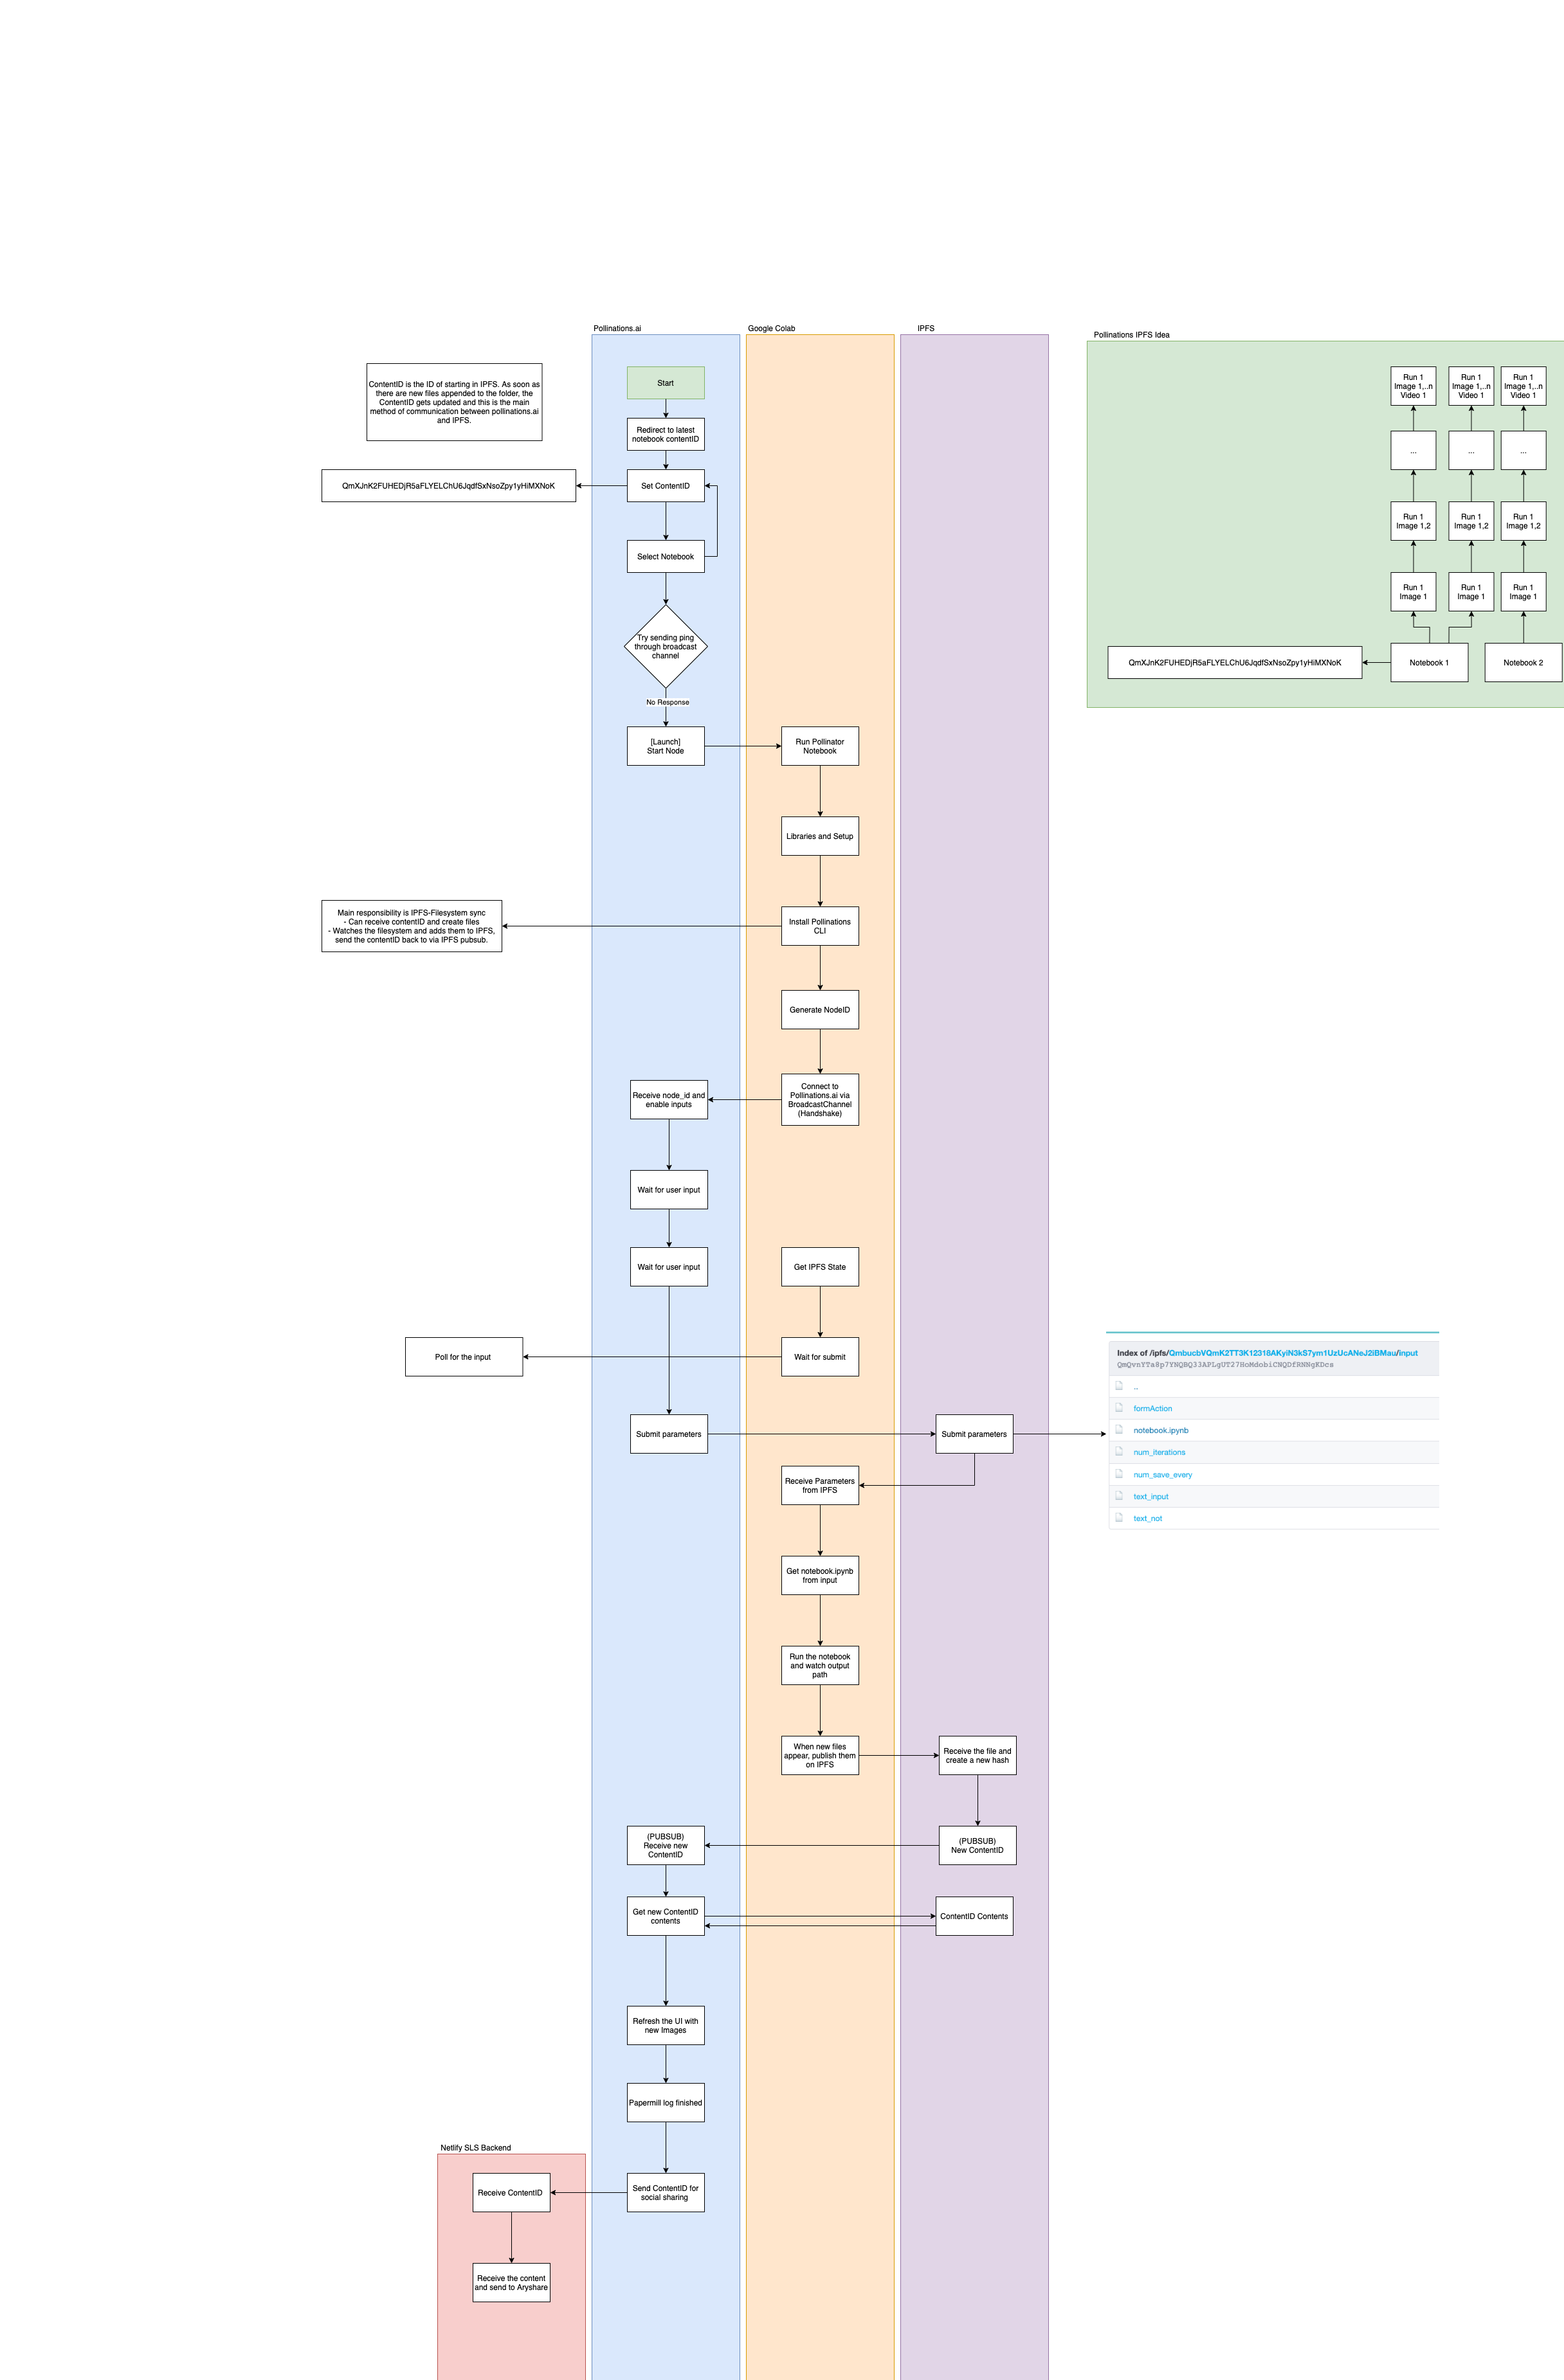 Pollinations.ai
Google Colab
IPFS
Pollinations IPFS Idea
ContentID is the ID of starting in IPFS. As soon as
there are new files appended to the folder, the
ContentID gets updated and this is the main
method of communication between pollinations.ai
and IPFS.
Start
Redirect to latest
notebook contentID
QmXJnK2FUHEDjR5aFLYELChU6JqdfSxNsoZpy1yHiMXNoK
Set ContentID
Select Notebook
Try sending ping
through broadcast
channel
No Response
[Launch]
Start Node
Run Pollinator
Notebook
Run 1
Image 1,..n
Video 1
Run 1
Image 1,..n
Video 1
Run 1
Image 1,..n
Video 1
...
...
...
Run 1
Image 1,2
Run 1
Image 1,2
Run 1
Image 1,2
Run 1
Image 1
Run 1
Image 1
Run 1
Image 1
QmXJnK2FUHEDjR5aFLYELChU6JqdfSxNsoZpy1yHiMXNoK
Notebook 1
Notebook 2
Libraries and Setup
Main responsibility is IPFS-Filesystem sync
- Can receive contentID and create files
- Watches the filesystem and adds them to IPFS,
send the contentID back to via IPFS pubsub.
Install Pollinations
CLI
Generate NodeID
Receive node_id and
enable inputs
Connect to
Pollinations.ai via
BroadcastChannel
(Handshake)
Wait for user input
Wait for user input
Get IPFS State
Poll for the input
Wait for submit
Submit parameters
Submit parameters
Index of /ipfs/QmbucbVQmK2TT3K12318AKyiN3kS7ym1UzUcANeJ2iBMau/input
QmQvnYTa8p7YNQBQ33APLgUT27HoMdobiCNQDfRNNgKDcs
..
formAction
notebook.ipynb
num_iterations
num_save_every
text_input
text_not
Receive Parameters
from IPFS
Get notebook.ipynb
from input
Run the notebook
and watch output
path
When new files
appear, publish them
on IPFS
Receive the file and
create a new hash
(PUBSUB)
Receive new
ContentID
(PUBSUB)
New ContentID
Get new ContentID
contents
ContentID Contents
Refresh the UI with
new Images
Papermill log finished
Netlify SLS Backend
Receive ContentID
Send ContentID for
social sharing
Receive the content
and send to Aryshare